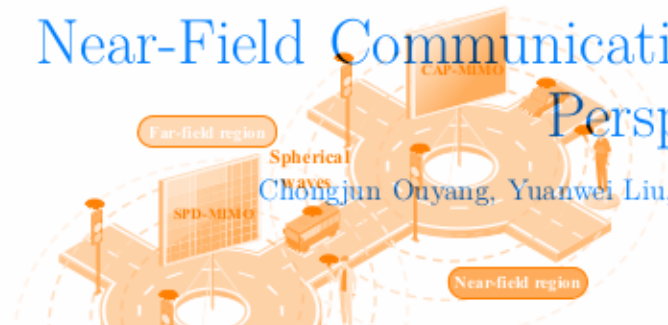 Near-Field Communicati
CAP-MIMO
Persp
Far-field region
Spherical
waves
Chongjun Ouyang, Yuanwei Liu,
SPD-MIMO
Near-field region